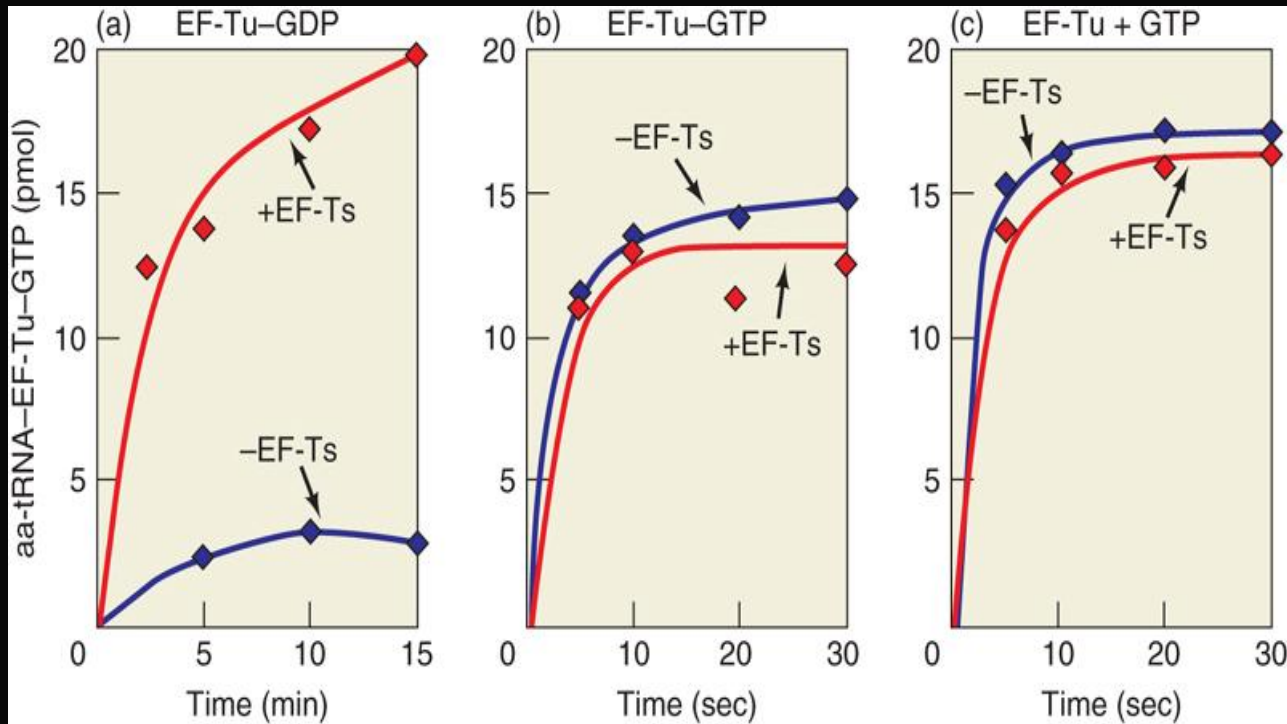 (a) EF-Tu–GDP
(b) EF-Tu–GTP
(c) EF-Tu + GTP
aa-tRNA–EF-Tu–GTP (pmol)
20
15
10
5
0 5 10 15
+EF-Ts
–EF-Ts
Time (min)
20
15
10
5
0 10 20 30
–EF-Ts
+EF-Ts
Time (sec)
20
15
10
5
0 10 20 30
–EF-Ts
+EF-Ts
Time (sec)